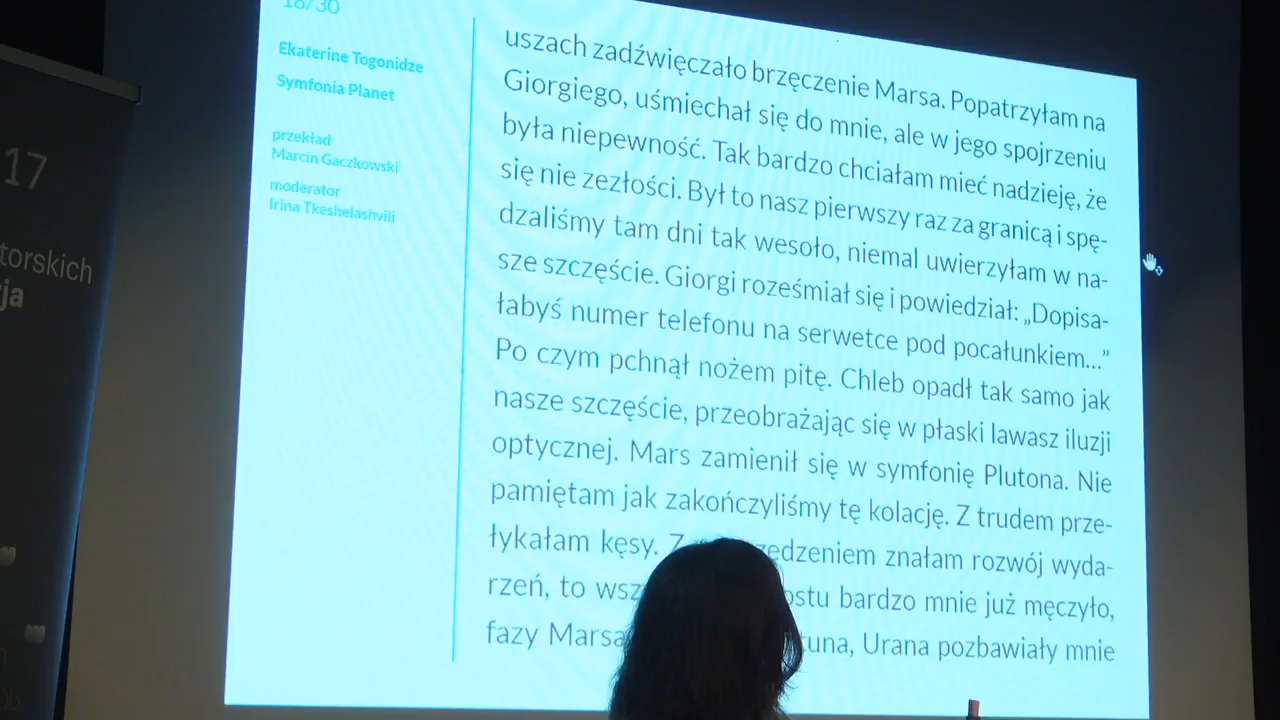 18/30
Ekaterine Togonidze
Symfonia Planet
przekład
Marcin Gaczkowski
moderator
Irina Tkeshelashvili
uszach zadźwięczało brzęczenie Marsa. Popatrzyłam na
Giorgiego, uśmiechał się do mnie, ale w jego spojrzeniu
była niepewność. Tak bardzo chciałam mieć nadzieję, że
się nie zezłości. Był to nasz pierwszy raz za granicą i spę-
dzaliśmy tam dni tak wesoło, niemal uwierzyłam w na-
sze szczęście. Giorgi roześmiał się i powiedział: „Dopisa-
łabyś numer telefonu na serwetce pod pocałunkiem...”
Po czym pchnął nożem pitę. Chleb opadł tak samo jak
nasze szczęście, przeobrażając się w płaski lawasz iluzji
optycznej. Mars zamienił się w symfonię Plutona. Nie
pamiętam jak zakończyliśmy tę kolację. Z trudem prze-
łykałam kęsy. Z zedzeniem znałam rozwój wyda-
rzeń, to wsz ostu bardzo mnie już męczyło,
fazy Marsa tuna, Urana pozbawiały mnie
17
torskich
ja